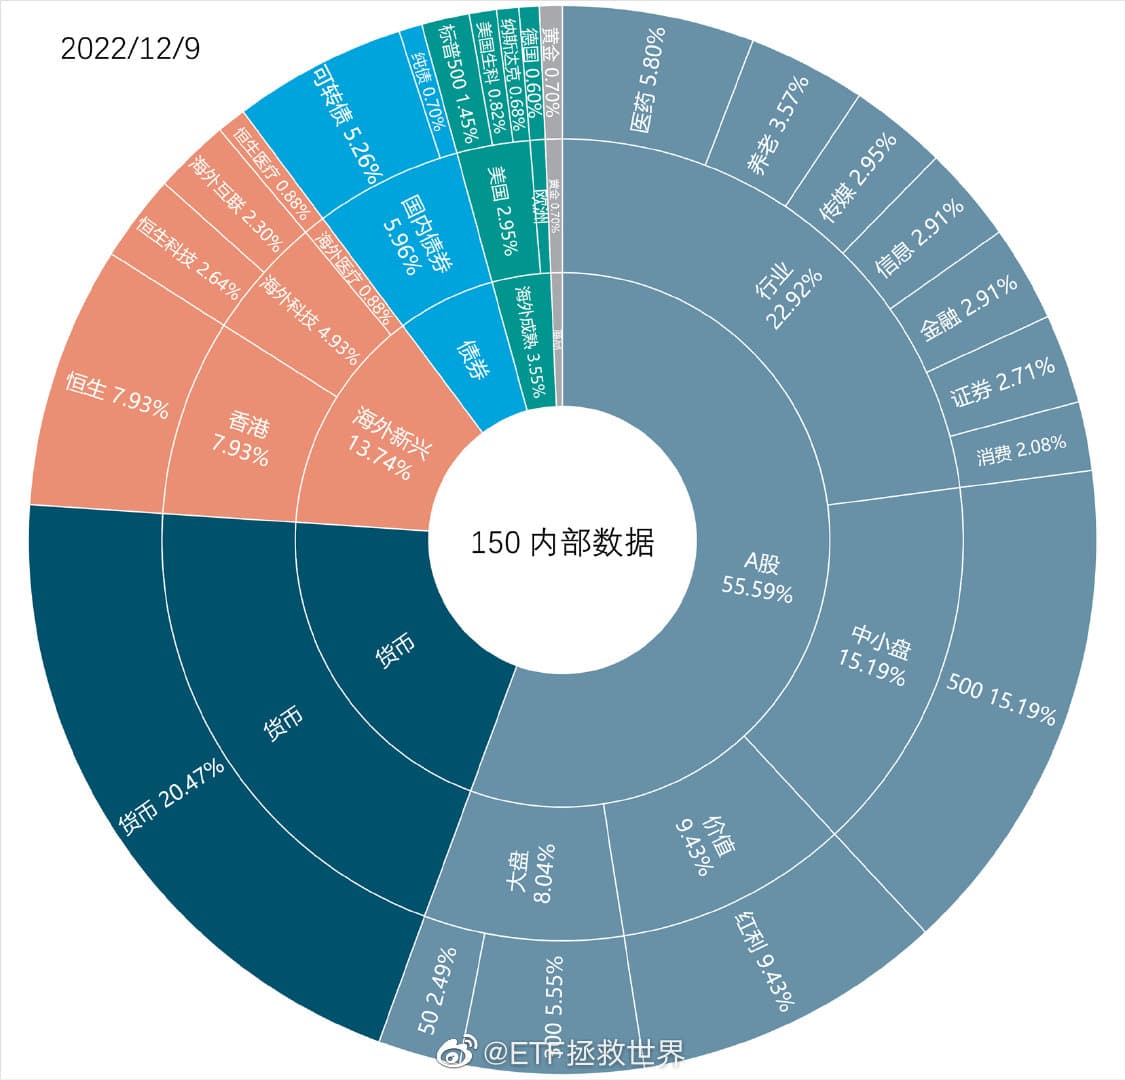 2022/12/9
150 内部数据
A股
55.59%
行业
22.92%
医药 5.80%
养老 3.57%
传媒 2.95%
信息 2.91%
金融 2.91%
证券 2.71%
消费 2.08%
中小盘
15.19%
500 15.19%
价值
9.43%
红利 9.43%
大盘
8.04%
300 5.55%
50 2.49%
货币
货币
货币 20.47%
海外新兴
13.74%
香港
7.93%
恒生 7.93%
海外科技 4.93%
恒生科技 2.64%
海外互联 2.30%
海外医疗 0.88%
恒生医疗 0.88%
债券
国内债券
5.96%
可转债 5.26%
纯债 0.70%
海外成熟 3.55%
美国 2.95%
标普500 1.45%
美国生科 0.82%
纳斯达克 0.68%
欧洲
德国 0.60%
黄金 0.70%
黄金 0.70%
@ETF拯救世界